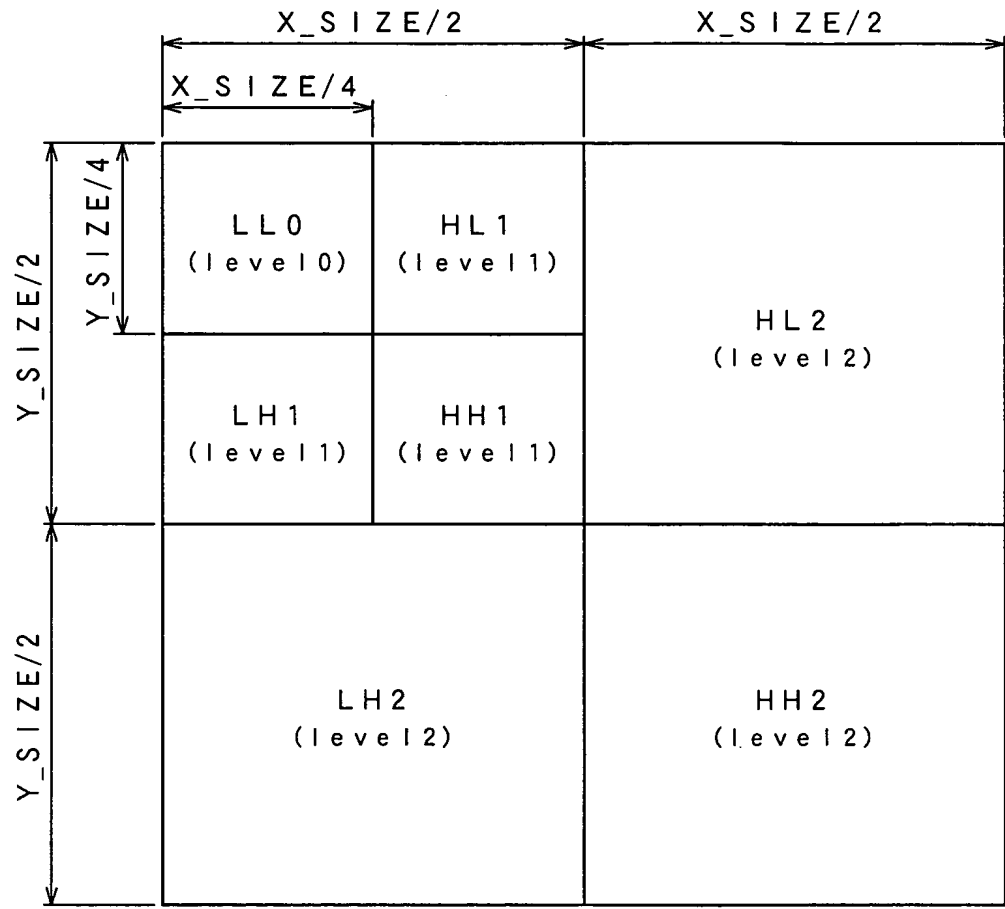 X_SIZE/2
X_SIZE/2
X_SIZE/4
Y_SIZE/2
Y_SIZE/4
LL0
(level0)
HL1
(level1)
HL2
(level2)
LH1
(level1)
HH1
(level1)
Y_SIZE/2
LH2
(level2)
HH2
(level2)